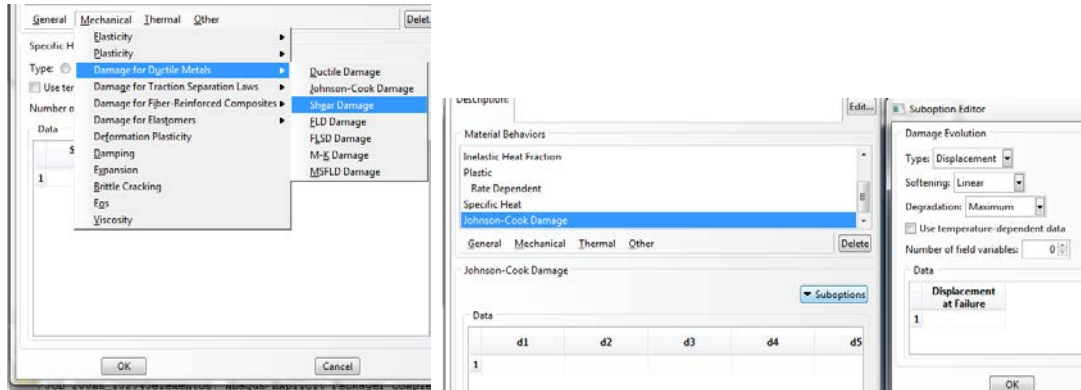 General Mechanical Thermal Other
Delet
Specific H
Type:
Use ter
Number o
Data
S
1
Elasticity
Plasticity
Damage for Ductile Metals
Damage for Traction Separation Laws
Damage for Fiber-Reinforced Composites
Damage for Elastomers
Deformation Plasticity
Damping
Expansion
Brittle Cracking
Eos
Viscosity
Ductile Damage
Johnson-Cook Damage
Shear Damage
FLD Damage
FLSD Damage
M-K Damage
MSFLD Damage
OK Cancel
Description:
Edit...
Material Behaviors
Inelastic Heat Fraction
Plastic
Rate Dependent
Specific Heat
Johnson-Cook Damage
General Mechanical Thermal Other
Delete
Johnson-Cook Damage
Suboptions
Data
d1 d2 d3 d4 d5
1
Suboption Editor
Damage Evolution
Type: Displacement
Softening: Linear
Degradation: Maximum
Use temperature-dependent data
Number of field variables: 0
Data
Displacement
at Failure
1
OK